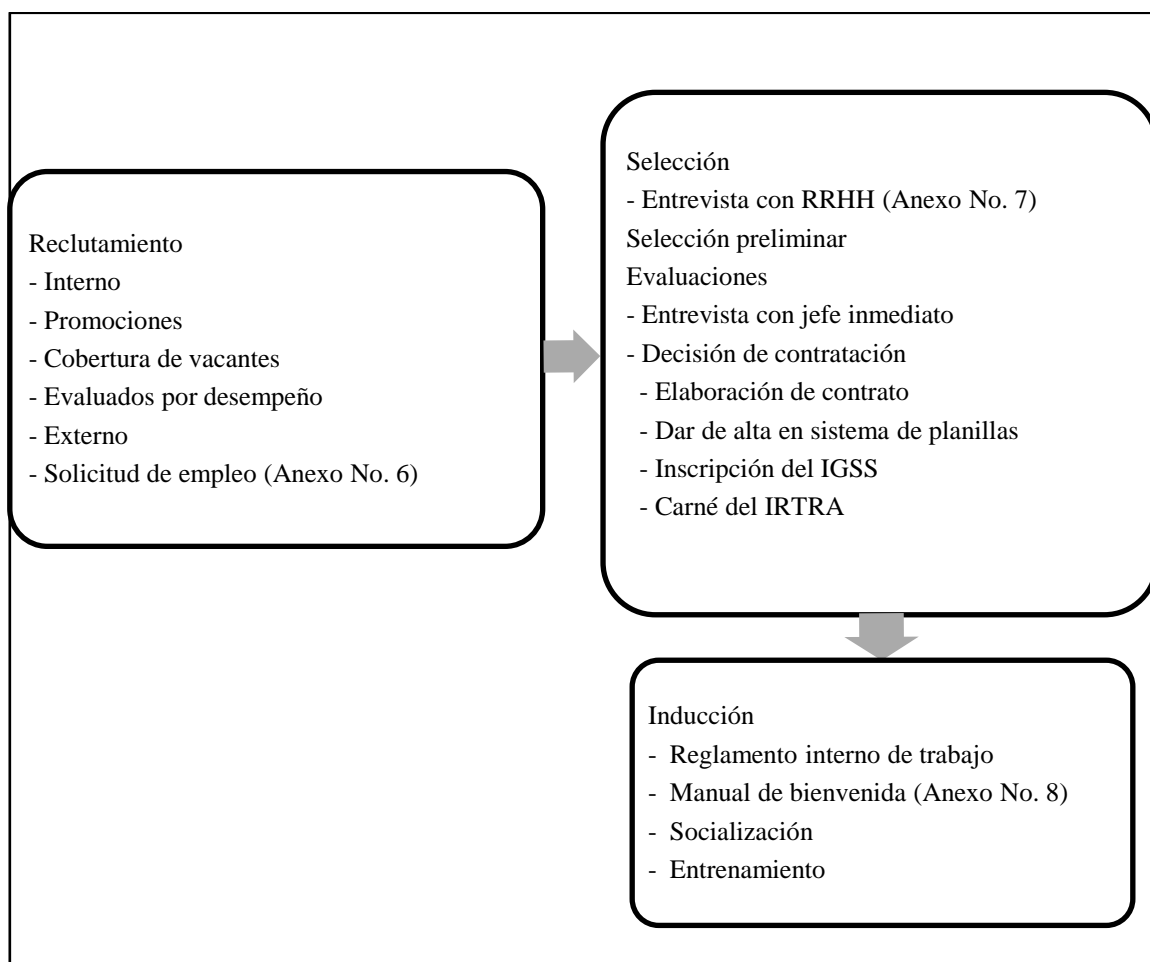 Reclutamiento
- Interno
- Promociones
- Cobertura de vacantes
- Evaluados por desempeño
- Externo
- Solicitud de empleo (Anexo No. 6)
Selección
- Entrevista con RRHH (Anexo No. 7)
Selección preliminar
Evaluaciones
- Entrevista con jefe inmediato
- Decisión de contratación
- Elaboración de contrato
- Dar de alta en sistema de planillas
- Inscripción del IGSS
- Carné del IRTRA
Inducción
- Reglamento interno de trabajo
- Manual de bienvenida (Anexo No. 8)
- Socialización
- Entrenamiento